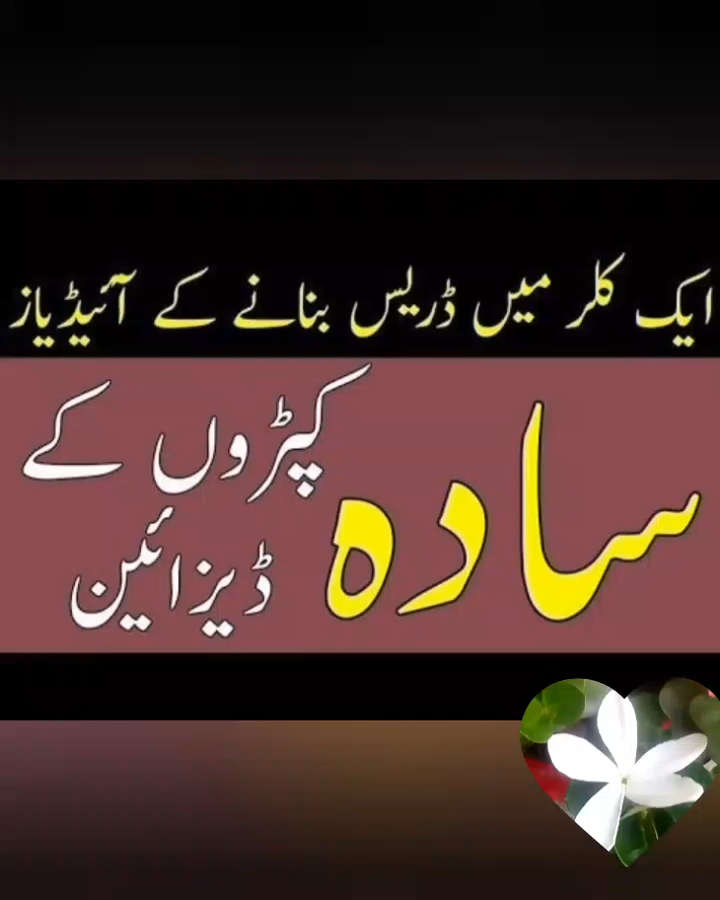 ایک کلر میں ڈریس بنانے کے آئیڈیاز
سادہ کپڑوں کے
ڈیزائین